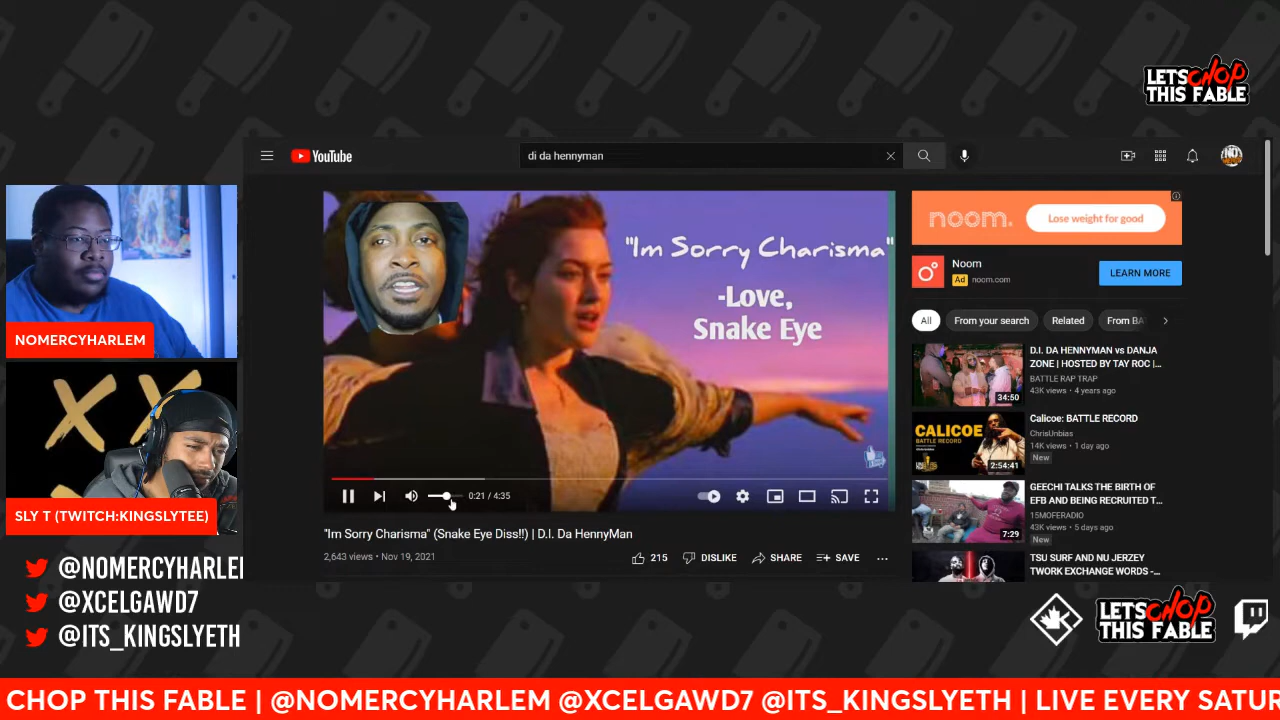 LETS CHOP
THIS FABLE
YouTube
di da hennyman
NOMERCYHARLEM
SLY T (TWITCH:KINGSLYTEE)
@NOMERCYHARLEM
@XCELGAWD7
@ITS_KINGSLYETH
"Im Sorry Charisma"
-Love,
Snake Eye
0:21 / 4:35
"Im Sorry Charisma" (Snake Eye Diss!!) | D.I. Da HennyMan
2,643 views • Nov 19, 2021
215
DISLIKE
SHARE
SAVE
noom.
Lose weight for good
Noom
Ad noom.com
LEARN MORE
All
From your search
Related
From BA
D.I. DA HENNYMAN vs DANJA
ZONE | HOSTED BY TAY ROC |...
BATTLE RAP TRAP
43K views • 4 years ago
34:50
CALICOE
BATTLE RECORD
2:54:41
Calicoe: BATTLE RECORD
ChrisUnbias
14K views • 1 day ago
New
GEECHI TALKS THE BIRTH OF
EFB AND BEING RECRUITED T...
15MOFERADIO
43K views • 5 days ago
New
7:29
TSU SURF AND NU JERZEY
TWORK EXCHANGE WORDS -...
LETS CHOP
THIS FABLE
CHOP THIS FABLE | @NOMERCYHARLEM @XCELGAWD7 @ITS_KINGSLYETH | LIVE EVERY SATUR